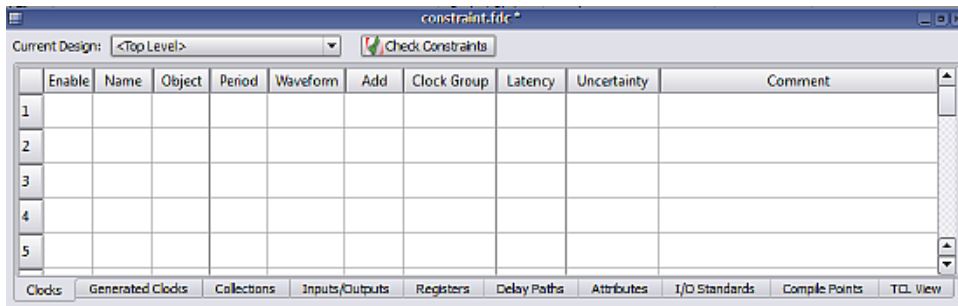 constraint.fdc *
Current Design: <Top Level> Check Constraints
Enable Name Object Period Waveform Add Clock Group Latency Uncertainty Comment
1
2
3
4
5
Clocks Generated Clocks Collections Inputs/Outputs Registers Delay Paths Attributes I/O Standards Compile Points TCL View